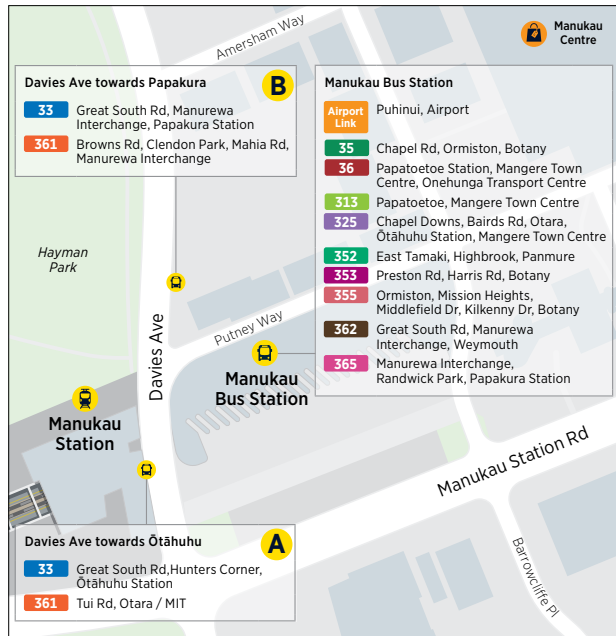 Amersham Way
Manukau
Centre
Davies Ave towards Papakura
B
33 Great South Rd, Manurewa
Interchange, Papakura Station
361 Browns Rd, Clendon Park, Mahia Rd,
Manurewa Interchange
Manukau Bus Station
Airport
Link
Puhinui, Airport
35 Chapel Rd, Ormiston, Botany
36 Papatoetoe Station, Mangere Town
Centre, Onehunga Transport Centre
313 Papatoetoe, Mangere Town Centre
325 Chapel Downs, Bairds Rd, Otara,
Ōtāhuhu Station, Mangere Town Centre
352 East Tamaki, Highbrook, Panmure
353 Preston Rd, Harris Rd, Botany
355 Ormiston, Mission Heights,
Middlefield Dr, Kilkenny Dr, Botany
362 Great South Rd, Manurewa
Interchange, Weymouth
365 Manurewa Interchange,
Randwick Park, Papakura Station
Hayman
Park
Davies Ave
Putney Way
Manukau
Bus Station
Manukau
Station
Manukau Station Rd
Barrowcliffe Pl
Davies Ave towards Ōtāhuhu
A
33 Great South Rd,Hunters Corner,
Ōtāhuhu Station
361 Tui Rd, Otara / MIT